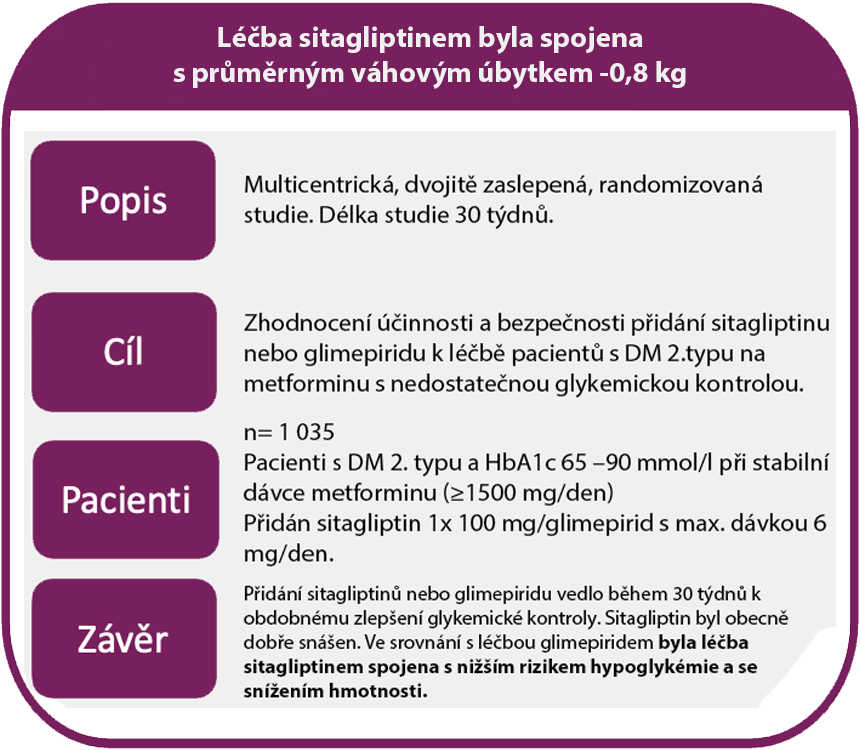 Léčba sitagliptinem byla spojena
s průměrným váhovým úbytkem -0,8 kg
Popis
Multicentrická, dvojitě zaslepená, randomizovaná
studie. Délka studie 30 týdnů.
Cíl
Zhodnocení účinnosti a bezpečnosti přidání sitagliptinu
nebo glimepiridu k léčbě pacientů s DM 2.typu na
metforminu s nedostatečnou glykemickou kontrolou.
Pacienti
n= 1 035
Pacienti s DM 2. typu a HbA1c 65 –90 mmol/l při stabilní
dávce metforminu (≥1500 mg/den)
Přidán sitagliptin 1x 100 mg/glimepirid s max. dávkou 6
mg/den.
Závěr
Přidání sitagliptinů nebo glimepiridu vedlo během 30 týdnů k
obdobnému zlepšení glykemické kontroly. Sitagliptin byl obecně
dobře snášen. Ve srovnání s léčbou glimepiridem byla léčba
sitagliptinem spojena s nižším rizikem hypoglykémie a se
snížením hmotnosti.